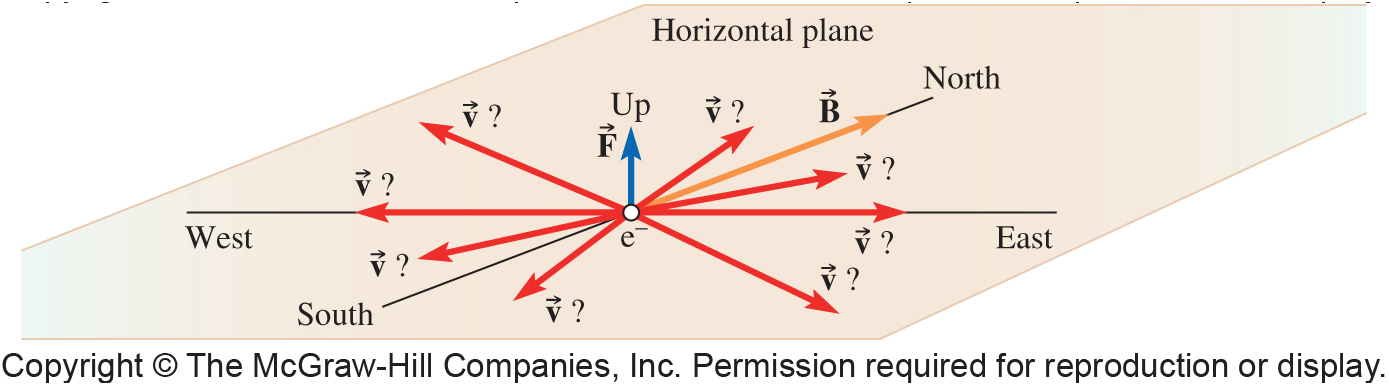 Horizontal plane
North
Up
v⃗ ?
B⃗
v⃗ ?
F⃗
v⃗ ?
v⃗ ?
West
e⁻
v⃗ ?
East
v⃗ ?
v⃗ ?
South
v⃗ ?
Copyright © The McGraw-Hill Companies, Inc. Permission required for reproduction or display.